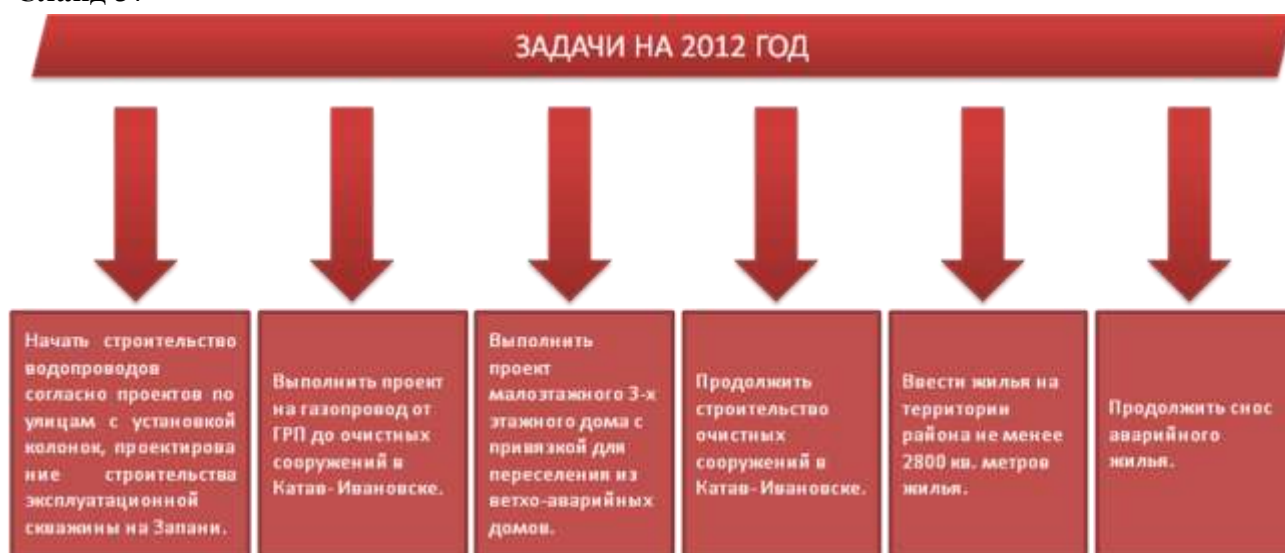 ЗАДАЧИ НА 2012 ГОД
Начать строительство
водопроводов
согласно проектов по
улицам с установкой
колонок, проектирова
ние строительства
эксплуатационной
скважины на Запани.
Выполнить проект
на газопровод от
ГРП до очистных
сооружений в
Катав- Ивановске.
Выполнить
проект
малоэтажного 3-х
этажного дома с
привязкой для
переселения из
ветхо-аварийных
домов.
Продолжить
строительство
очистных
сооружений в
Катав- Ивановске.
Ввести жилья на
территории
района не менее
2800 кв. метров
жилья.
Продолжить снос
аварийного
жилья.